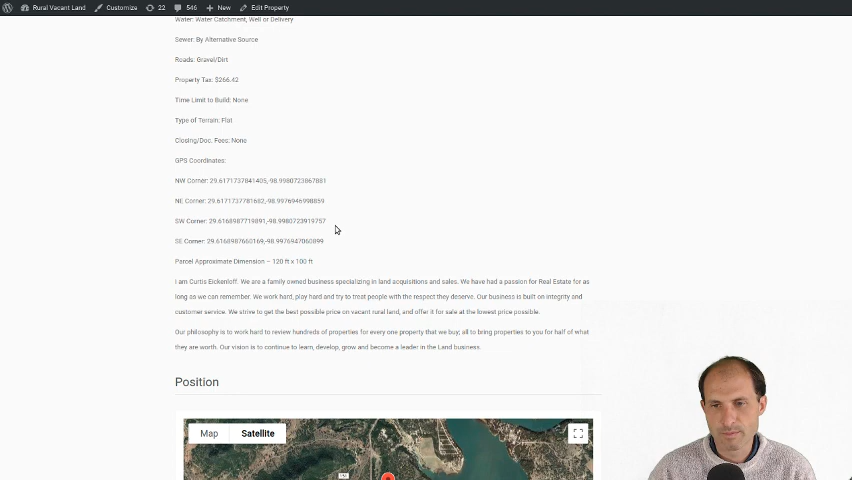 Rural Vacant Land Customize 22 546 New Edit Property
Water: Water Catchment, Well or Delivery
Sewer: By Alternative Source
Roads: Gravel/Dirt
Property Tax: $266.42
Time Limit to Build: None
Type of Terrain: Flat
Closing/Doc. Fees: None
GPS Coordinates:
NW Corner: 29.6171737841405,-98.9980723867881
NE Corner: 29.6171737781682,-98.9976946998859
SW Corner: 29.6168987719891,-98.9980723919757
SE Corner: 29.6168987660169,-98.9976947060899
Parcel Approximate Dimension – 120 ft x 100 ft
I am Curtis Eickenloff. We are a family owned business specializing in land acquisitions and sales. We have had a passion for Real Estate for as
long as we can remember. We work hard, play hard and try to treat people with the respect they deserve. Our business is built on integrity and
customer service. We strive to get the best possible price on vacant rural land, and offer it for sale at the lowest price possible.
Our philosophy is to work hard to review hundreds of properties for every one property that we buy; all to bring properties to you for half of what
they are worth. Our vision is to continue to learn, develop, grow and become a leader in the Land business.
Position
Map Satellite